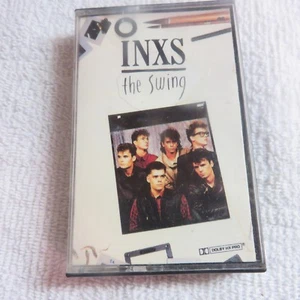 INXS
the swing
DOLBY HX PRO